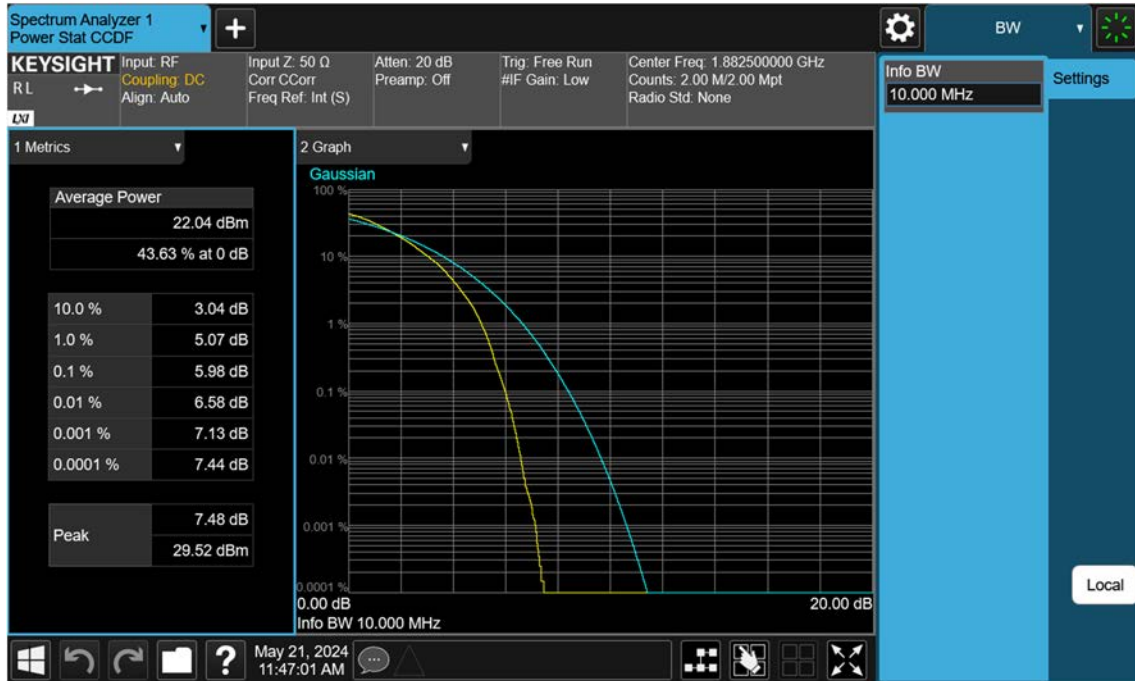 Spectrum Analyzer 1
Power Stat CCDF
+
BW
KEYSIGHT
RL
LXI
Input: RF
Coupling: DC
Align: Auto
Input Z: 50 Ω
Corr CCorr
Freq Ref: Int (S)
Atten: 20 dB
Preamp: Off
Trig: Free Run
#IF Gain: Low
Center Freq: 1.882500000 GHz
Counts: 2.00 M/2.00 Mpt
Radio Std: None
Info BW
10.000 MHz
Settings
1 Metrics
Average Power
22.04 dBm
43.63 % at 0 dB
10.0 % 3.04 dB
1.0 % 5.07 dB
0.1 % 5.98 dB
0.01 % 6.58 dB
0.001 % 7.13 dB
0.0001 % 7.44 dB
Peak
7.48 dB
29.52 dBm
2 Graph
Gaussian
100 %
10 %
1 %
0.1 %
0.01 %
0.001 %
0.0001 %
0.00 dB 20.00 dB
Info BW 10.000 MHz
Local
?
May 21, 2024
11:47:01 AM